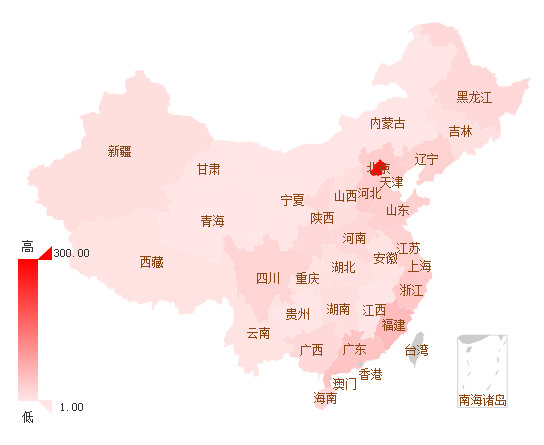 黑龙江
内蒙古
吉林
新疆
辽宁
甘肃
北京
天津
宁夏
山西
河北
山东
青海
陕西
河南
江苏
安徽
上海
西藏
四川
重庆
湖北
浙江
贵州
湖南
江西
福建
云南
广西
广东
台湾
香港
澳门
海南
南海诸岛
高
300.00
1.00
低